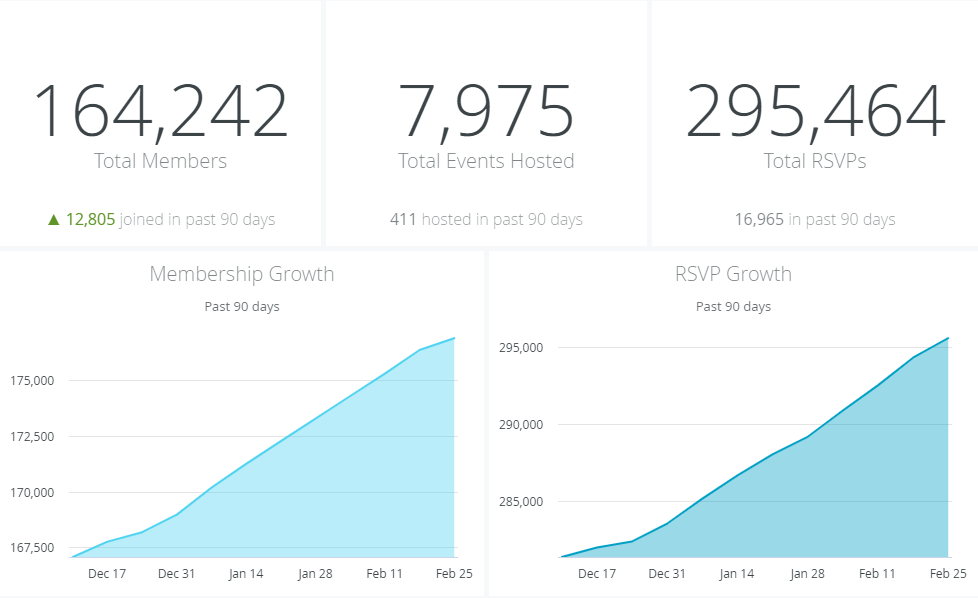 164,242
Total Members
▲ 12,805 joined in past 90 days
7,975
Total Events Hosted
411 hosted in past 90 days
295,464
Total RSVPs
16,965 in past 90 days
Membership Growth
Past 90 days
175,000
172,500
170,000
167,500
Dec 17 Dec 31 Jan 14 Jan 28 Feb 11 Feb 25
RSVP Growth
Past 90 days
295,000
290,000
285,000
Dec 17 Dec 31 Jan 14 Jan 28 Feb 11 Feb 25